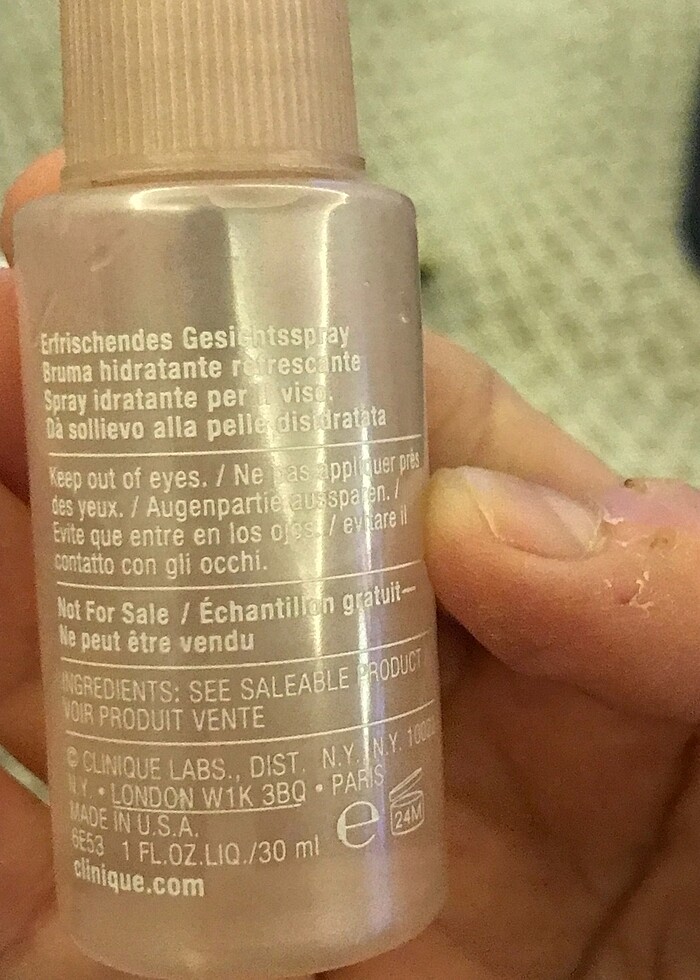 Erfrischendes Gesichtsspray
Bruma hidratante refrescante
Spray idratante per il viso.
Dà sollievo alla pelle disidratata
Keep out of eyes. / Ne pas appliquer près
des yeux. / Augenpartie aussparen. /
Evite que entre en los ojos. / evitare il
contatto con gli occhi.
Not For Sale / Échantillon gratuit—
Ne peut être vendu
INGREDIENTS: SEE SALEABLE PRODUCT
VOIR PRODUIT VENTE
© CLINIQUE LABS., DIST. N.Y., N.Y.
N.Y. • LONDON W1K 3BQ • PARIS
MADE IN U.S.A.
6E53 1 FL.OZ.LIQ./30 ml ℮ 24M
clinique.com